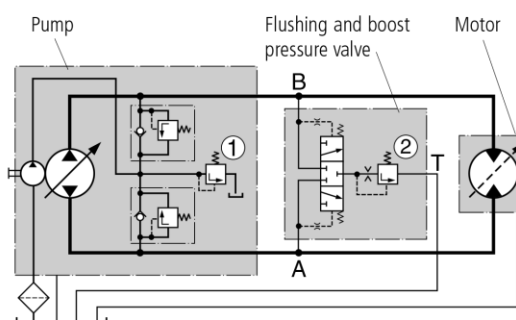 Pump
Flushing and boost
pressure valve
Motor
B
1
2
T
A